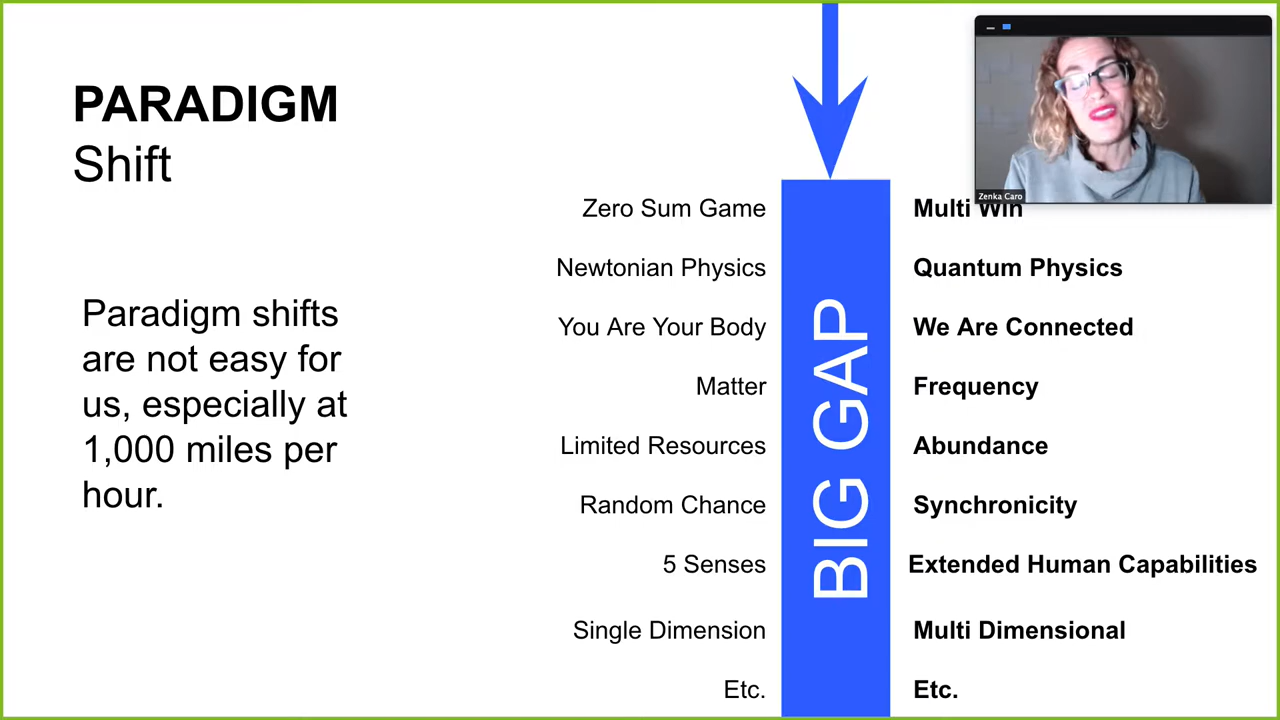 PARADIGM
Shift
Paradigm shifts
are not easy for
us, especially at
1,000 miles per
hour.
Zenka Caro
BIG GAP
Zero Sum Game
Multi Win
Newtonian Physics
Quantum Physics
You Are Your Body
We Are Connected
Matter
Frequency
Limited Resources
Abundance
Random Chance
Synchronicity
5 Senses
Extended Human Capabilities
Single Dimension
Multi Dimensional
Etc.
Etc.